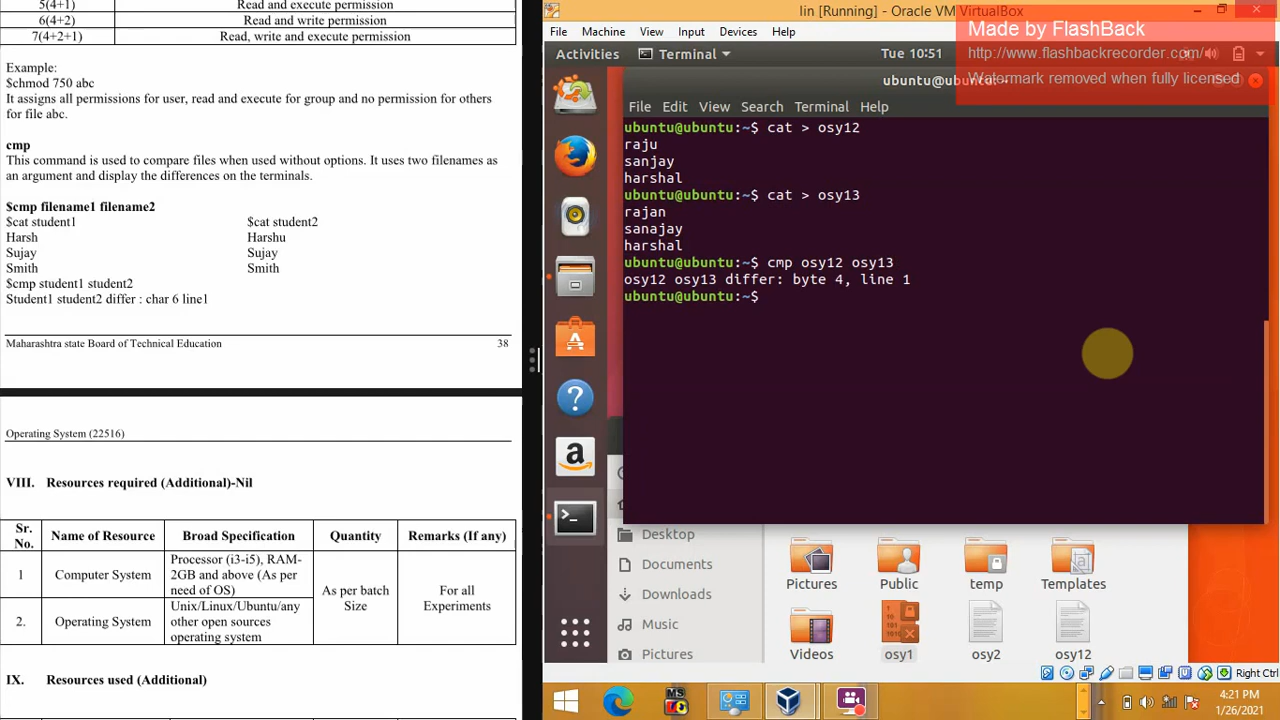 5(4+1) Read and execute permission
6(4+2) Read and write permission
7(4+2+1) Read, write and execute permission
Example:
$chmod 750 abc
It assigns all permissions for user, read and execute for group and no permission for others
for file abc.
cmp
This command is used to compare files when used without options. It uses two filenames as
an argument and display the differences on the terminals.
$cmp filename1 filename2
$cat student1 $cat student2
Harsh Harshu
Sujay Sujay
Smith Smith
$cmp student1 student2
Student1 student2 differ : char 6 line1
Maharashtra state Board of Technical Education 38
Operating System (22516)
VIII. Resources required (Additional)-Nil
Sr. No. Name of Resource Broad Specification Quantity Remarks (If any)
1 Computer System Processor (i3-i5), RAM-
2GB and above (As per
need of OS)
As per batch
Size
For all
Experiments
2. Operating System Unix/Linux/Ubuntu/any
other open sources
operating system
IX. Resources used (Additional)
lin [Running] - Oracle VM VirtualBox
Made by FlashBack
http://www.flashbackrecorder.com/
Watermark removed when fully licensed
File Machine View Input Devices Help
Activities Terminal Tue 10:51
ubuntu@ubuntu:~
File Edit View Search Terminal Help
ubuntu@ubuntu:~$ cat > osy12
raju
sanjay
harshal
ubuntu@ubuntu:~$ cat > osy13
rajan
sanajay
harshal
ubuntu@ubuntu:~$ cmp osy12 osy13
osy12 osy13 differ: byte 4, line 1
ubuntu@ubuntu:~$
Desktop
Documents
Downloads
Music
Pictures
Pictures Public temp Templates
Videos osy1 osy2 osy12
Right Ctrl
4:21 PM
1/26/2021